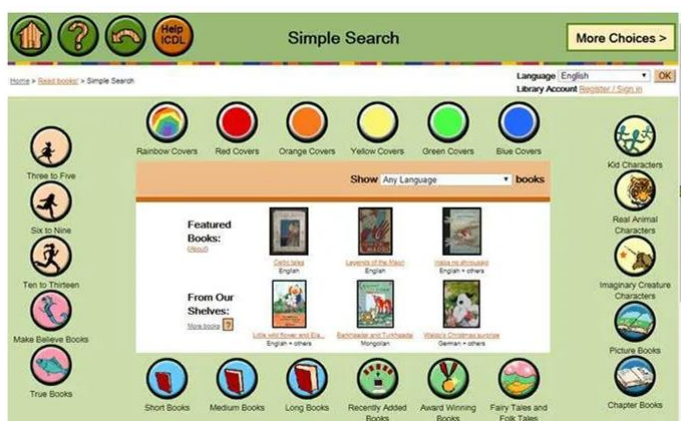 Help
ICDL
Simple Search
More Choices >
Home > Read books! > Simple Search
Language English OK
Library Account Register / Sign in
Rainbow Covers
Red Covers
Orange Covers
Yellow Covers
Green Covers
Blue Covers
Three to Five
Six to Nine
Ten to Thirteen
Make Believe Books
True Books
Show Any Language books
Featured
Books:
(About)
Celtic tales
English
Legends of the Maori
English
English + others
From Our
Shelves:
More books ?
Little wild flower and Ela...
English + others
Mongolian
Waldo's Christmas surprise
German + others
Kid Characters
Real Animal
Characters
Imaginary Creature
Characters
Picture Books
Chapter Books
Short Books
Medium Books
Long Books
Recently Added
Books
Award Winning
Books
Fairy Tales and
Folk Tales